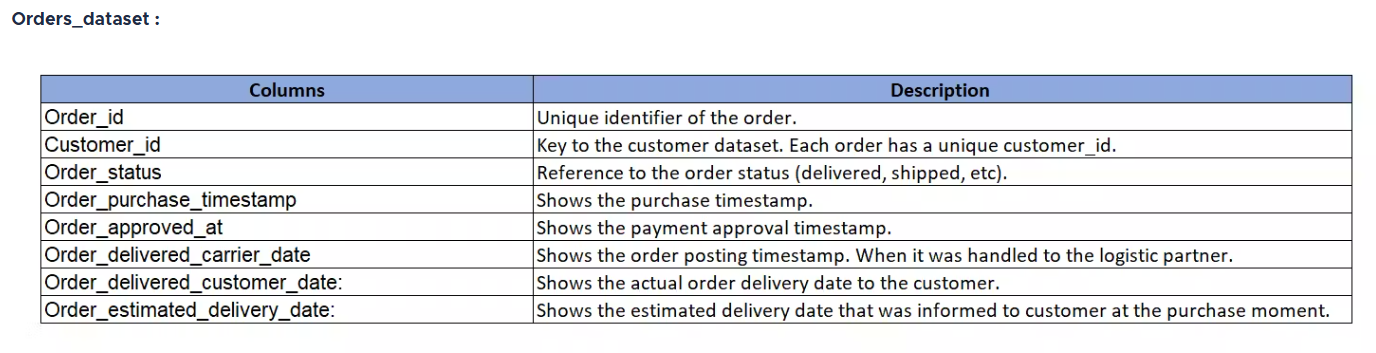 Orders_dataset :
Columns Description
Order_id Unique identifier of the order.
Customer_id Key to the customer dataset. Each order has a unique customer_id.
Order_status Reference to the order status (delivered, shipped, etc).
Order_purchase_timestamp Shows the purchase timestamp.
Order_approved_at Shows the payment approval timestamp.
Order_delivered_carrier_date Shows the order posting timestamp. When it was handled to the logistic partner.
Order_delivered_customer_date: Shows the actual order delivery date to the customer.
Order_estimated_delivery_date: Shows the estimated delivery date that was informed to customer at the purchase moment.